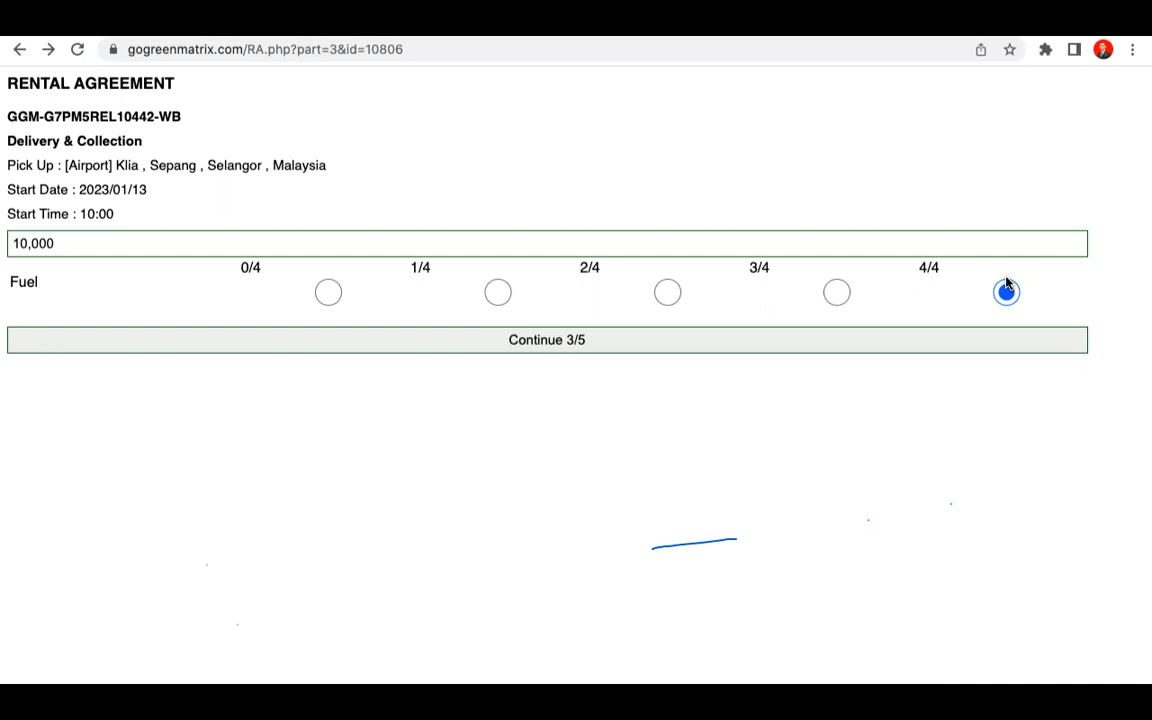 gogreenmatrix.com/RA.php?part=3&id=10806
RENTAL AGREEMENT
GGM-G7PM5REL10442-WB
Delivery & Collection
Pick Up : [Airport] Klia , Sepang , Selangor , Malaysia
Start Date : 2023/01/13
Start Time : 10:00
10,000
0/4 1/4 2/4 3/4 4/4
Fuel
Continue 3/5